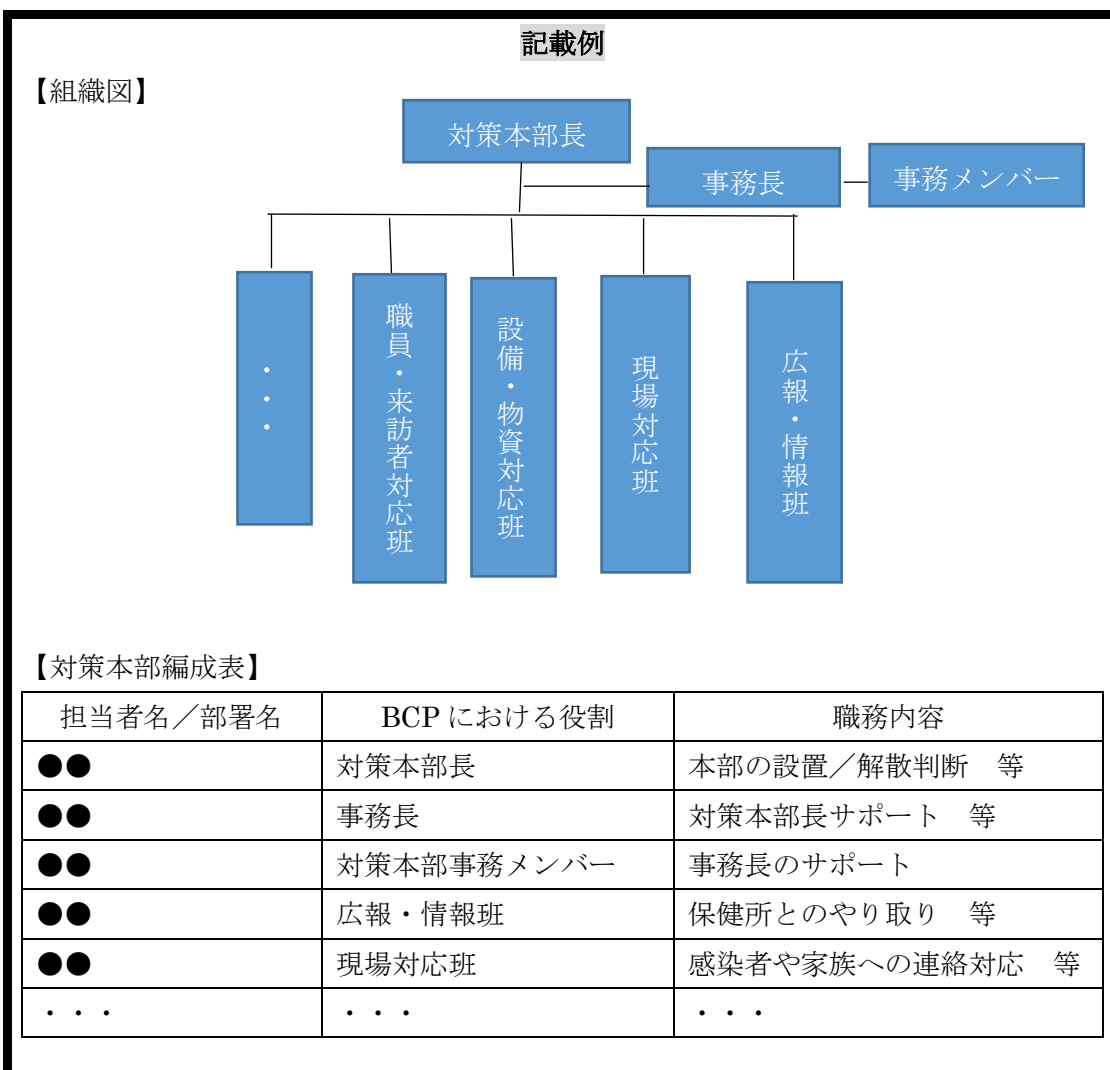 記載例
【組織図】
対策本部長
事務長
事務メンバー
・・・
職員・来訪者対応班
設備・物資対応班
現場対応班
広報・情報班
【対策本部編成表】
担当者名／部署名 BCPにおける役割 職務内容
●● 対策本部長 本部の設置／解散判断　等
●● 事務長 対策本部長サポート　等
●● 対策本部事務メンバー 事務長のサポート
●● 広報・情報班 保健所とのやり取り　等
●● 現場対応班 感染者や家族への連絡対応　等
・・・ ・・・ ・・・